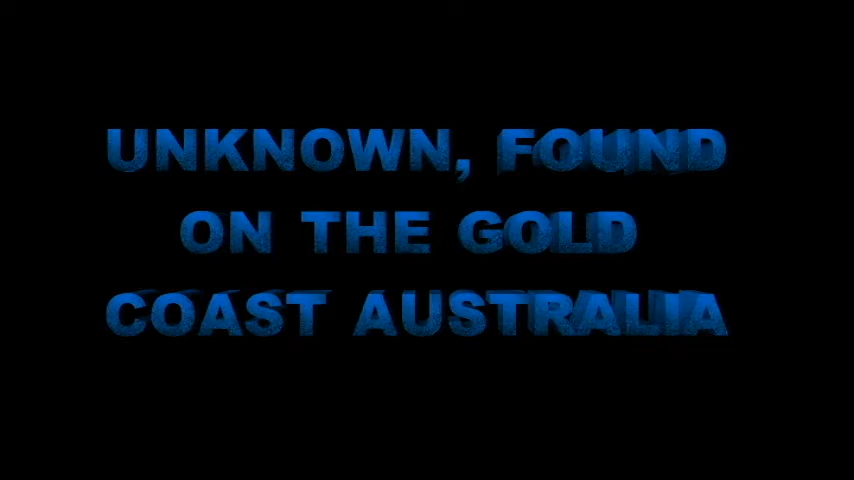 UNKNOWN, FOUND
ON THE GOLD
COAST AUSTRALIA